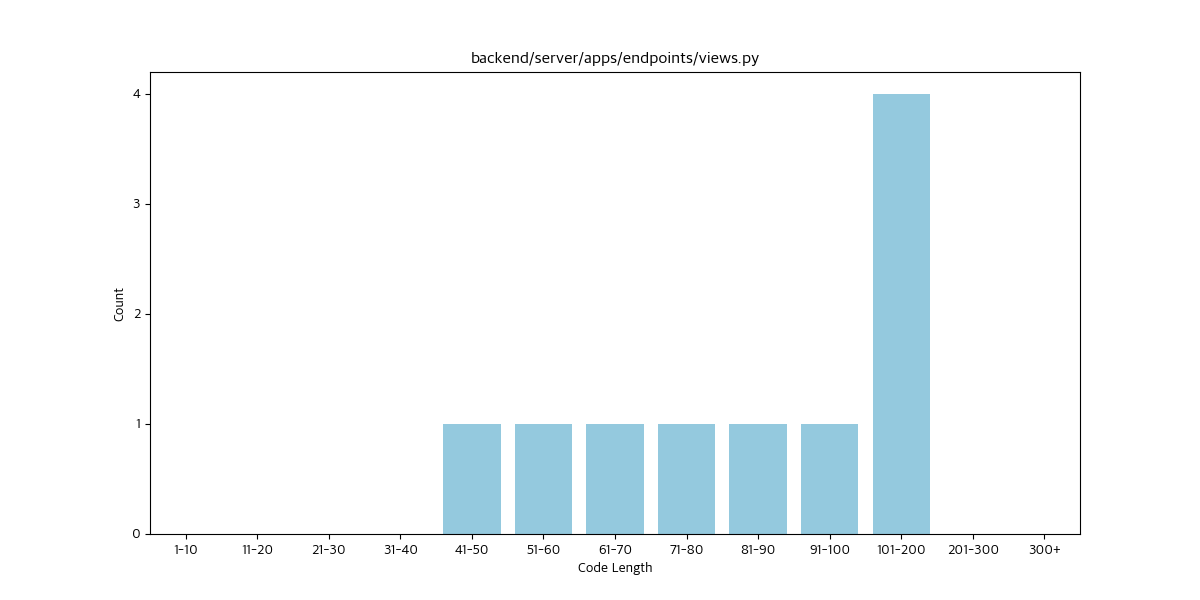 backend/server/apps/endpoints/views.py
4
3
2
1
0
Count
1-10 11-20 21-30 31-40 41-50 51-60 61-70 71-80 81-90 91-100 101-200 201-300 300+
Code Length